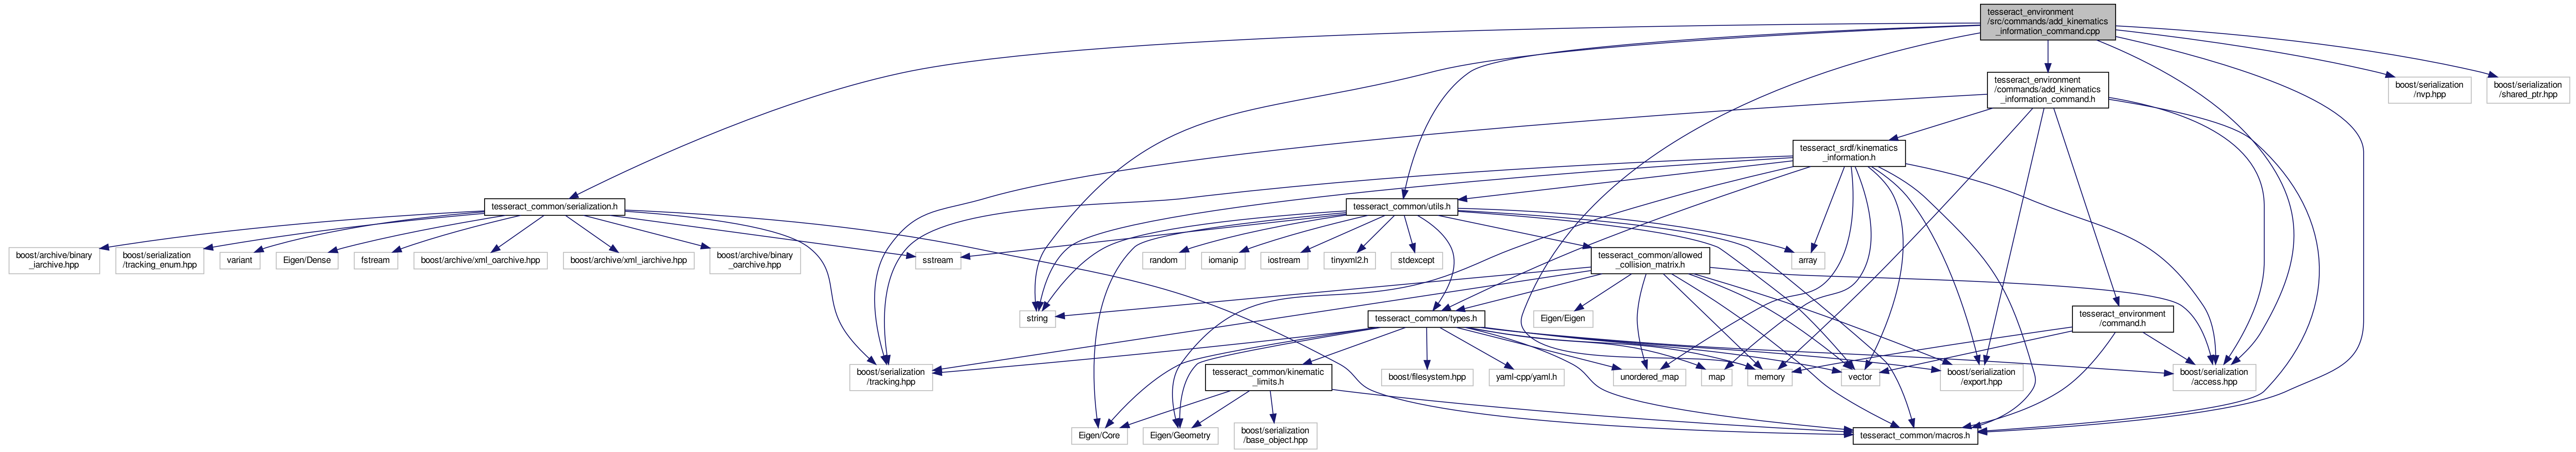 tesseract_environment
/src/commands/add_kinematics
_information_command.cpp
tesseract_environment
/commands/add_kinematics
_information_command.h
boost/serialization
/nvp.hpp
boost/serialization
/shared_ptr.hpp
tesseract_srdf/kinematics
_information.h
tesseract_common/serialization.h
tesseract_common/utils.h
boost/archive/binary
_iarchive.hpp
boost/serialization
/tracking_enum.hpp
variant
Eigen/Dense
fstream
boost/archive/xml_oarchive.hpp
boost/archive/xml_iarchive.hpp
boost/archive/binary
_oarchive.hpp
sstream
random
iomanip
iostream
tinyxml2.h
stdexcept
tesseract_common/allowed
_collision_matrix.h
array
string
tesseract_common/types.h
Eigen/Eigen
tesseract_environment
/command.h
boost/serialization
/tracking.hpp
tesseract_common/kinematic
_limits.h
boost/filesystem.hpp
yaml-cpp/yaml.h
unordered_map
map
memory
vector
boost/serialization
/export.hpp
boost/serialization
/access.hpp
Eigen/Core
Eigen/Geometry
boost/serialization
/base_object.hpp
tesseract_common/macros.h